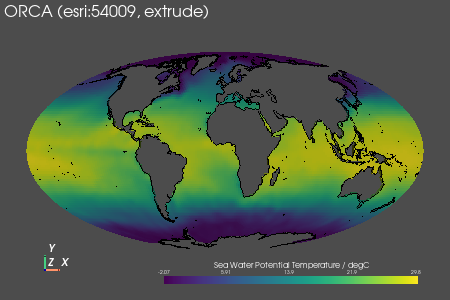 ORCA (esri:54009, extrude)
Y
Z X
Sea Water Potential Temperature / degC
-2.07 5.91 13.9 21.9 29.8